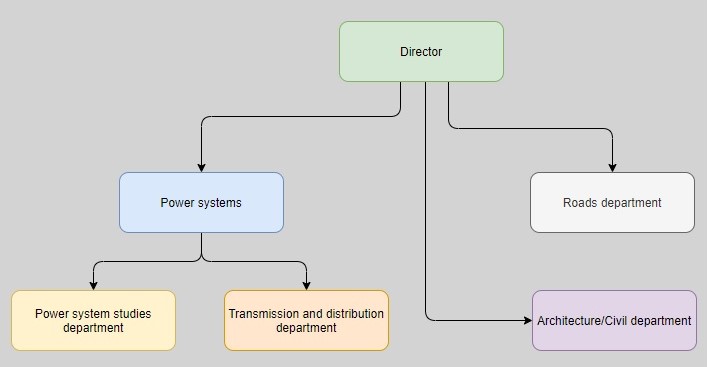 Director
Power systems
Roads department
Power system studies
department
Transmission and distribution
department
Architecture/Civil department